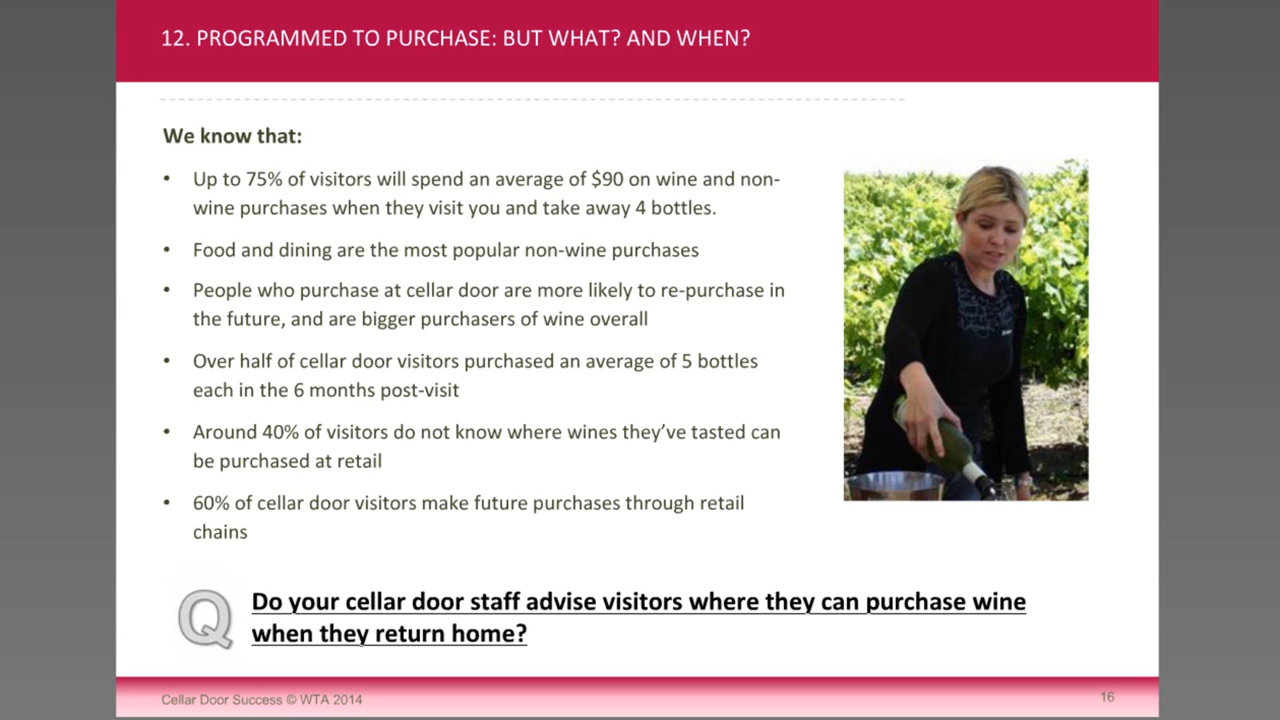 12. PROGRAMMED TO PURCHASE: BUT WHAT? AND WHEN?
We know that:
• Up to 75% of visitors will spend an average of $90 on wine and non-
wine purchases when they visit you and take away 4 bottles.
• Food and dining are the most popular non-wine purchases
• People who purchase at cellar door are more likely to re-purchase in
the future, and are bigger purchasers of wine overall
• Over half of cellar door visitors purchased an average of 5 bottles
each in the 6 months post-visit
• Around 40% of visitors do not know where wines they’ve tasted can
be purchased at retail
• 60% of cellar door visitors make future purchases through retail
chains
Q
Do your cellar door staff advise visitors where they can purchase wine
when they return home?
Cellar Door Success © WTA 2014
16